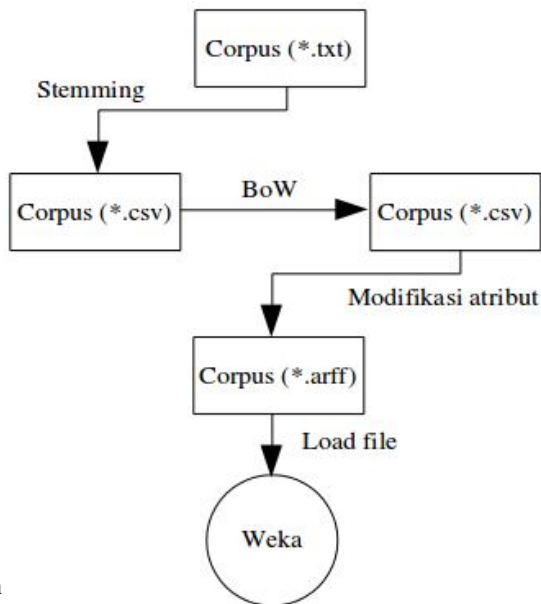 Corpus (*.txt)
Stemming
Corpus (*.csv)
BoW
Corpus (*.csv)
Modifikasi atribut
Corpus (*.arff)
Load file
Weka